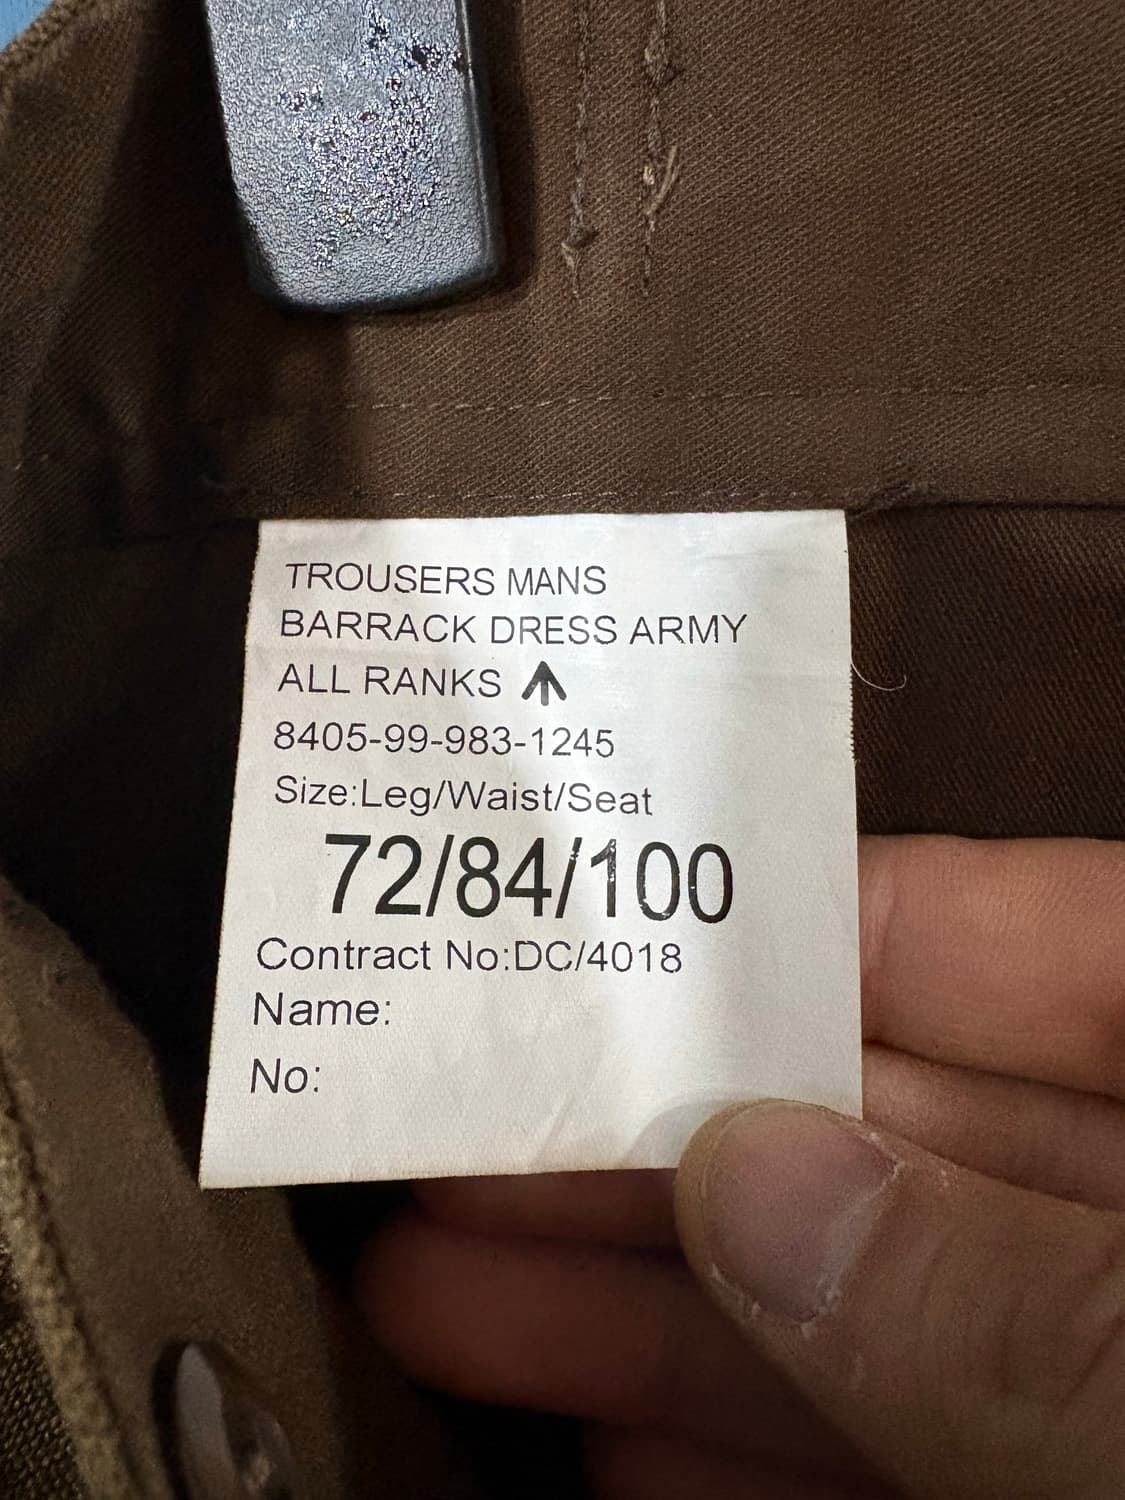 TROUSERS MANS
BARRACK DRESS ARMY
ALL RANKS
8405-99-983-1245
Size:Leg/Waist/Seat
72/84/100
Contract No:DC/4018
Name:
No: